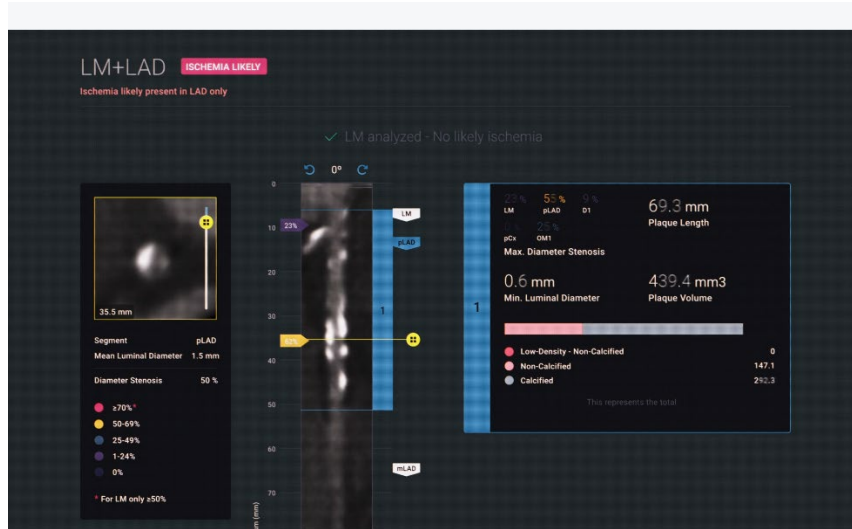 LM+LAD ISCHEMIA LIKELY
Ischemia likely present in LAD only
LM analyzed - No likely ischemia
0°
0
10
20
30
40
50
60
70
23%
LM
pLAD
1
mLAD
35.5 mm
Segment pLAD
Mean Luminal Diameter 1.5 mm
Diameter Stenosis 50 %
≥70%*
50-69%
25-49%
1-24%
0%
* For LM only ≥50%
1
23% 55% 9%
LM pLAD D1
25%
pCx OM1
Max. Diameter Stenosis
69.3 mm
Plaque Length
0.6 mm
Min. Luminal Diameter
439.4 mm3
Plaque Volume
Low-Density - Non-Calcified 0
Non-Calcified 147.1
Calcified 292.3
This represents the total